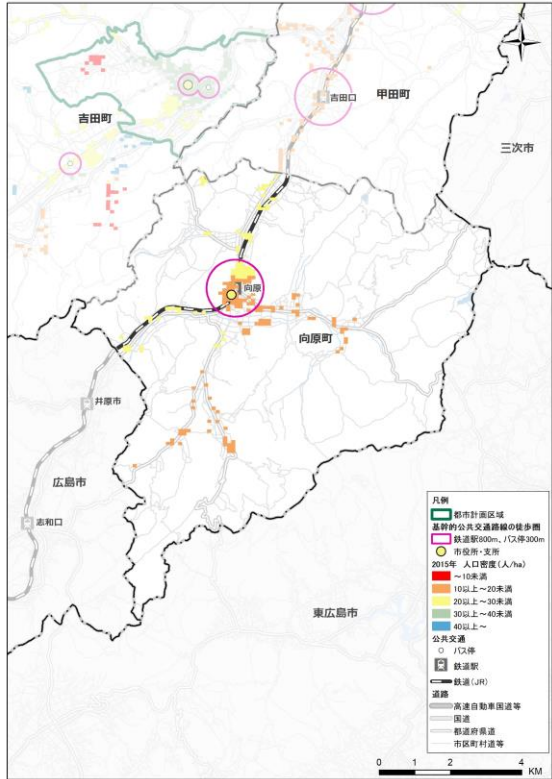 吉田町
吉田口
甲田町
三次市
向原
向原町
井原市
広島市
志和口
東広島市
凡例
都市計画区域
基幹的公共交通路線の徒歩圏
鉄道駅800m、バス停300m
市役所・支所
2015年 人口密度(人/ha)
～10未満
10以上～20未満
20以上～30未満
30以上～40未満
40以上～
公共交通
バス停
鉄道駅
鉄道(JR)
道路
高速自動車国道等
国道
都道府県道
市区町村道等
0 1 2 4
KM